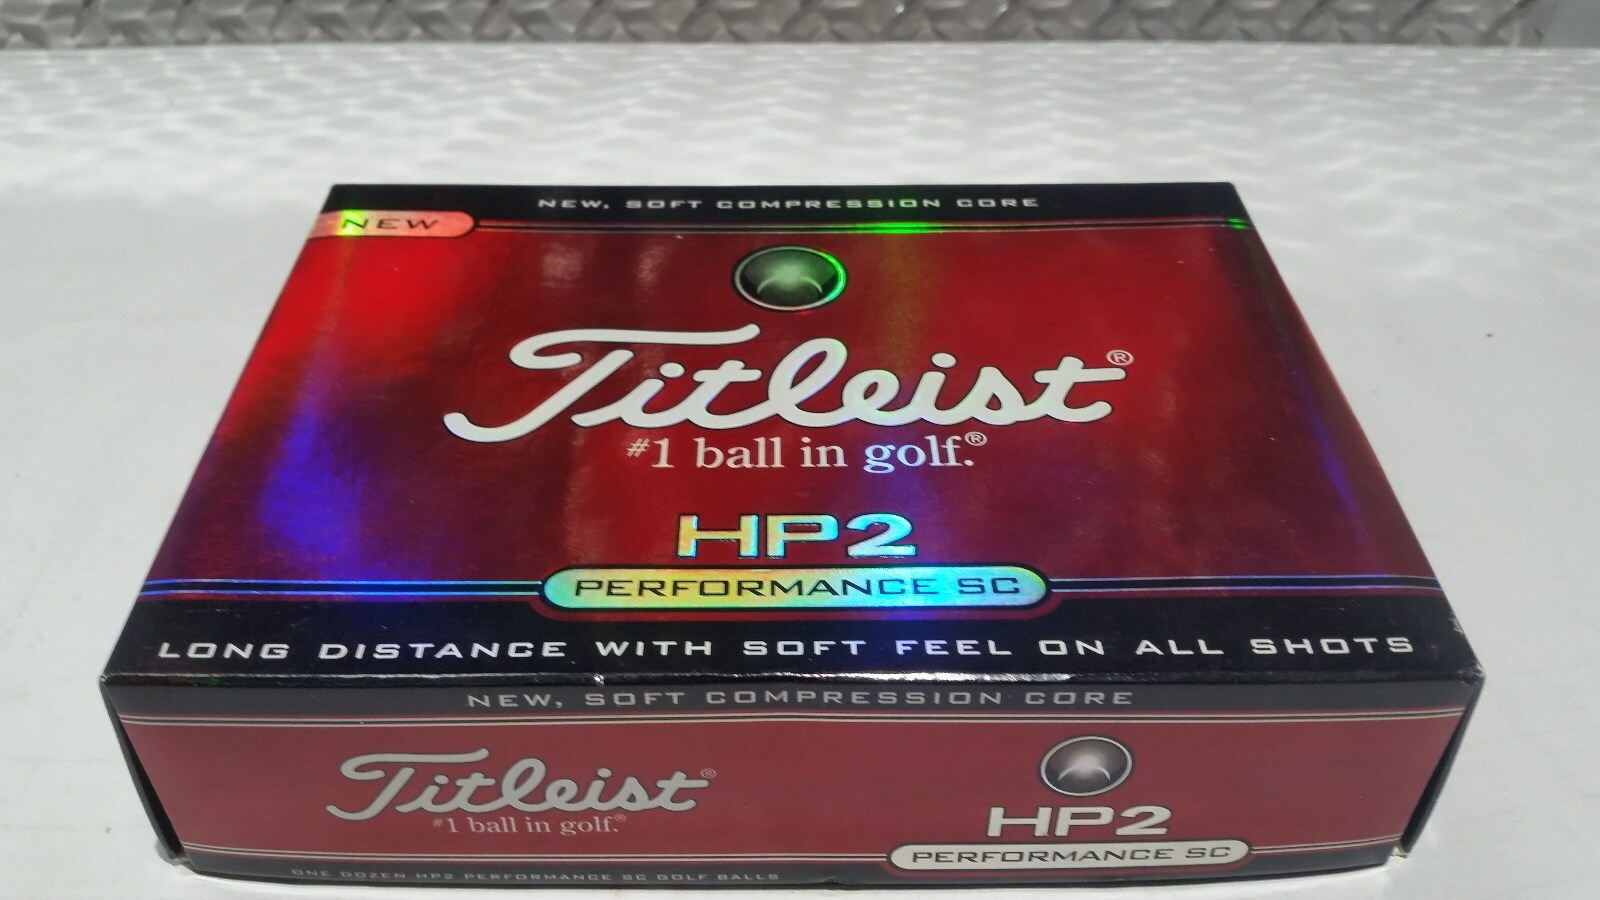 NEW, SOFT COMPRESSION CORE
NEW
Titleist®
#1 ball in golf.®
HP2
PERFORMANCE SC
LONG DISTANCE WITH SOFT FEEL ON ALL SHOTS
NEW, SOFT COMPRESSION CORE
Titleist®
#1 ball in golf.®
HP2
PERFORMANCE SC
ONE DOZEN HP2 PERFORMANCE SC GOLF BALLS